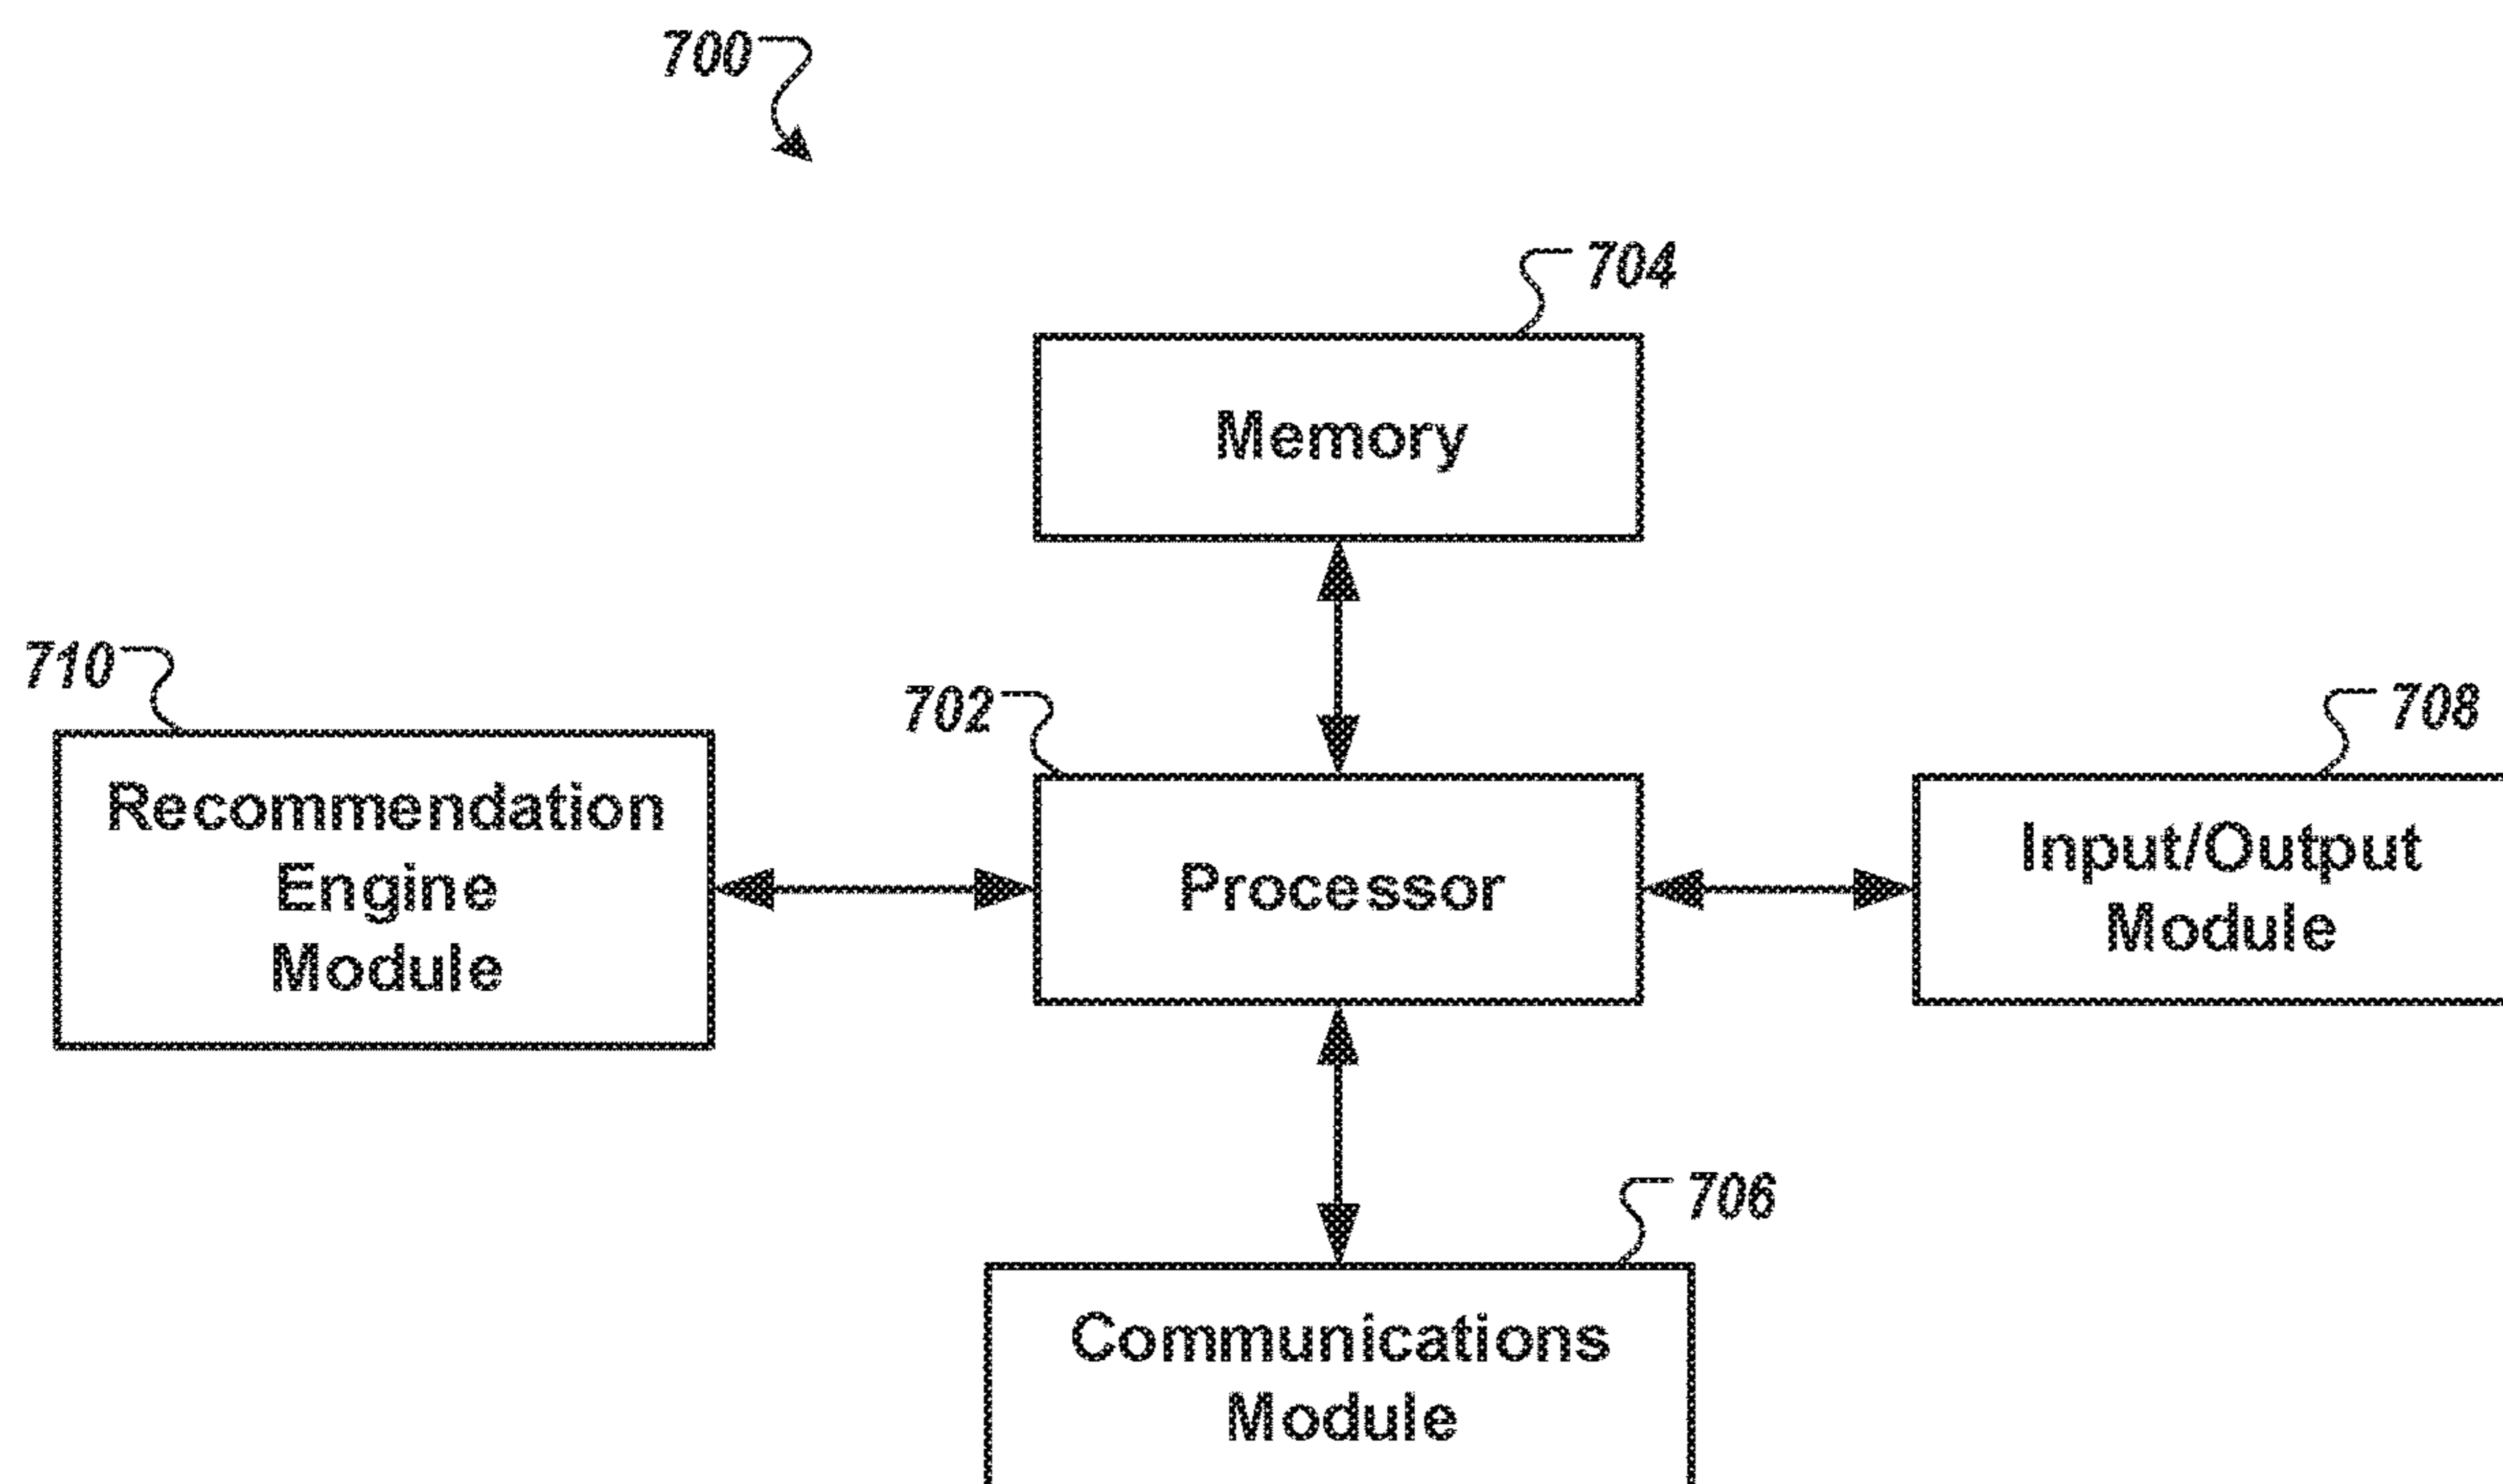 700
704
Memory
710
702
708
Recommendation
Engine
Module
Processor
Input/Output
Module
706
Communications
Module